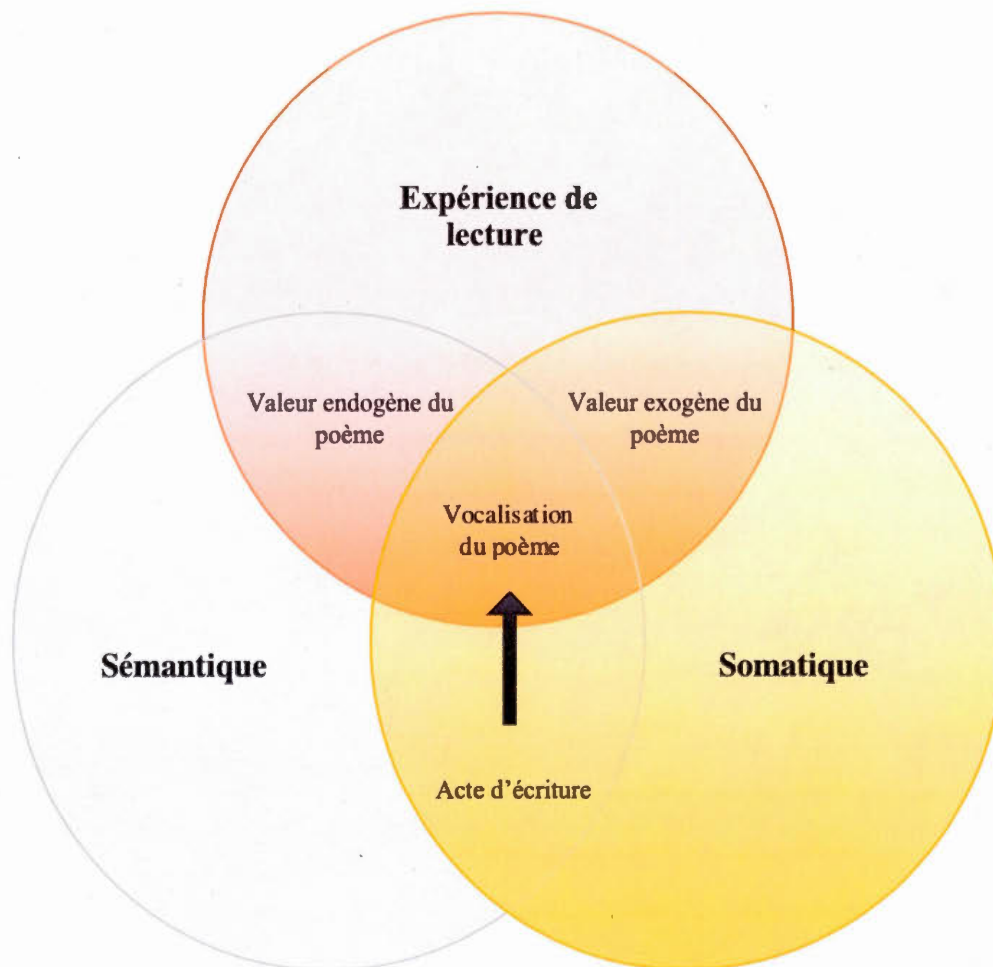 Expérience de
lecture
Valeur endogène du
poème
Valeur exogène du
poème
Vocalisation
du poème
Sémantique
Somatique
Acte d'écriture